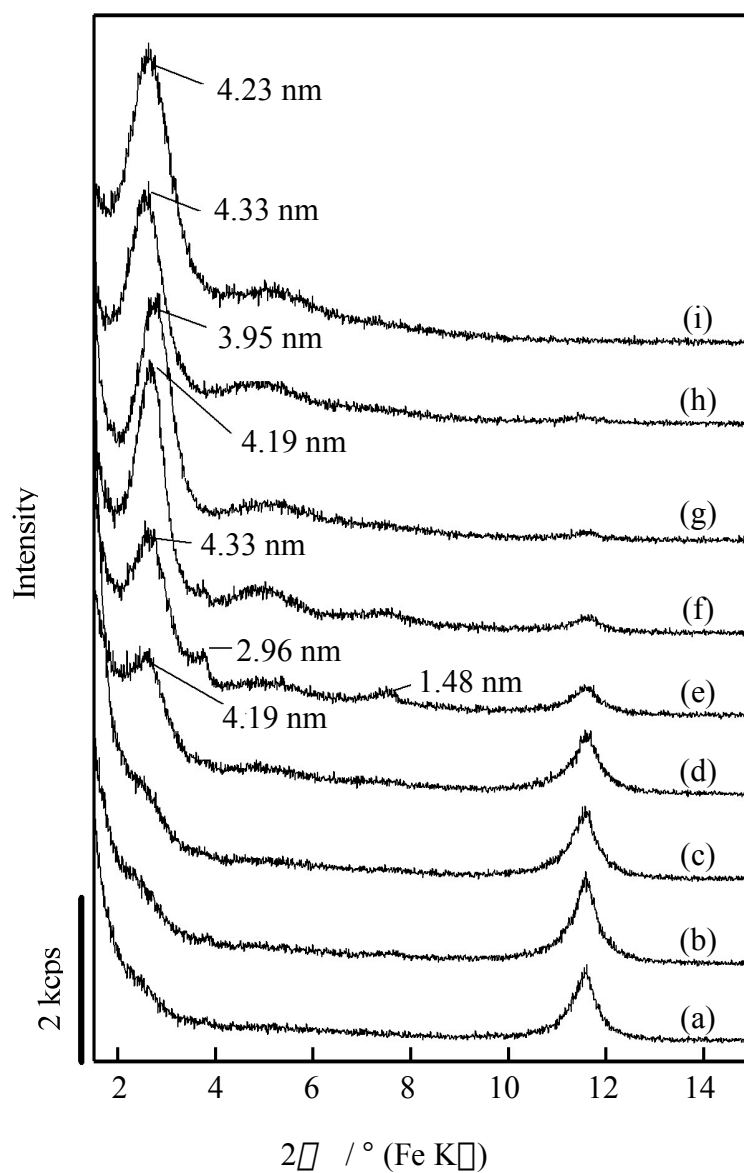 4.23 nm
4.33 nm
3.95 nm
4.19 nm
4.33 nm
2.96 nm
1.48 nm
4.19 nm
(i)
(h)
(g)
(f)
(e)
(d)
(c)
(b)
(a)
Intensity
2 kcps
2 4 6 8 10 12 14
2□ / ° (Fe K□)